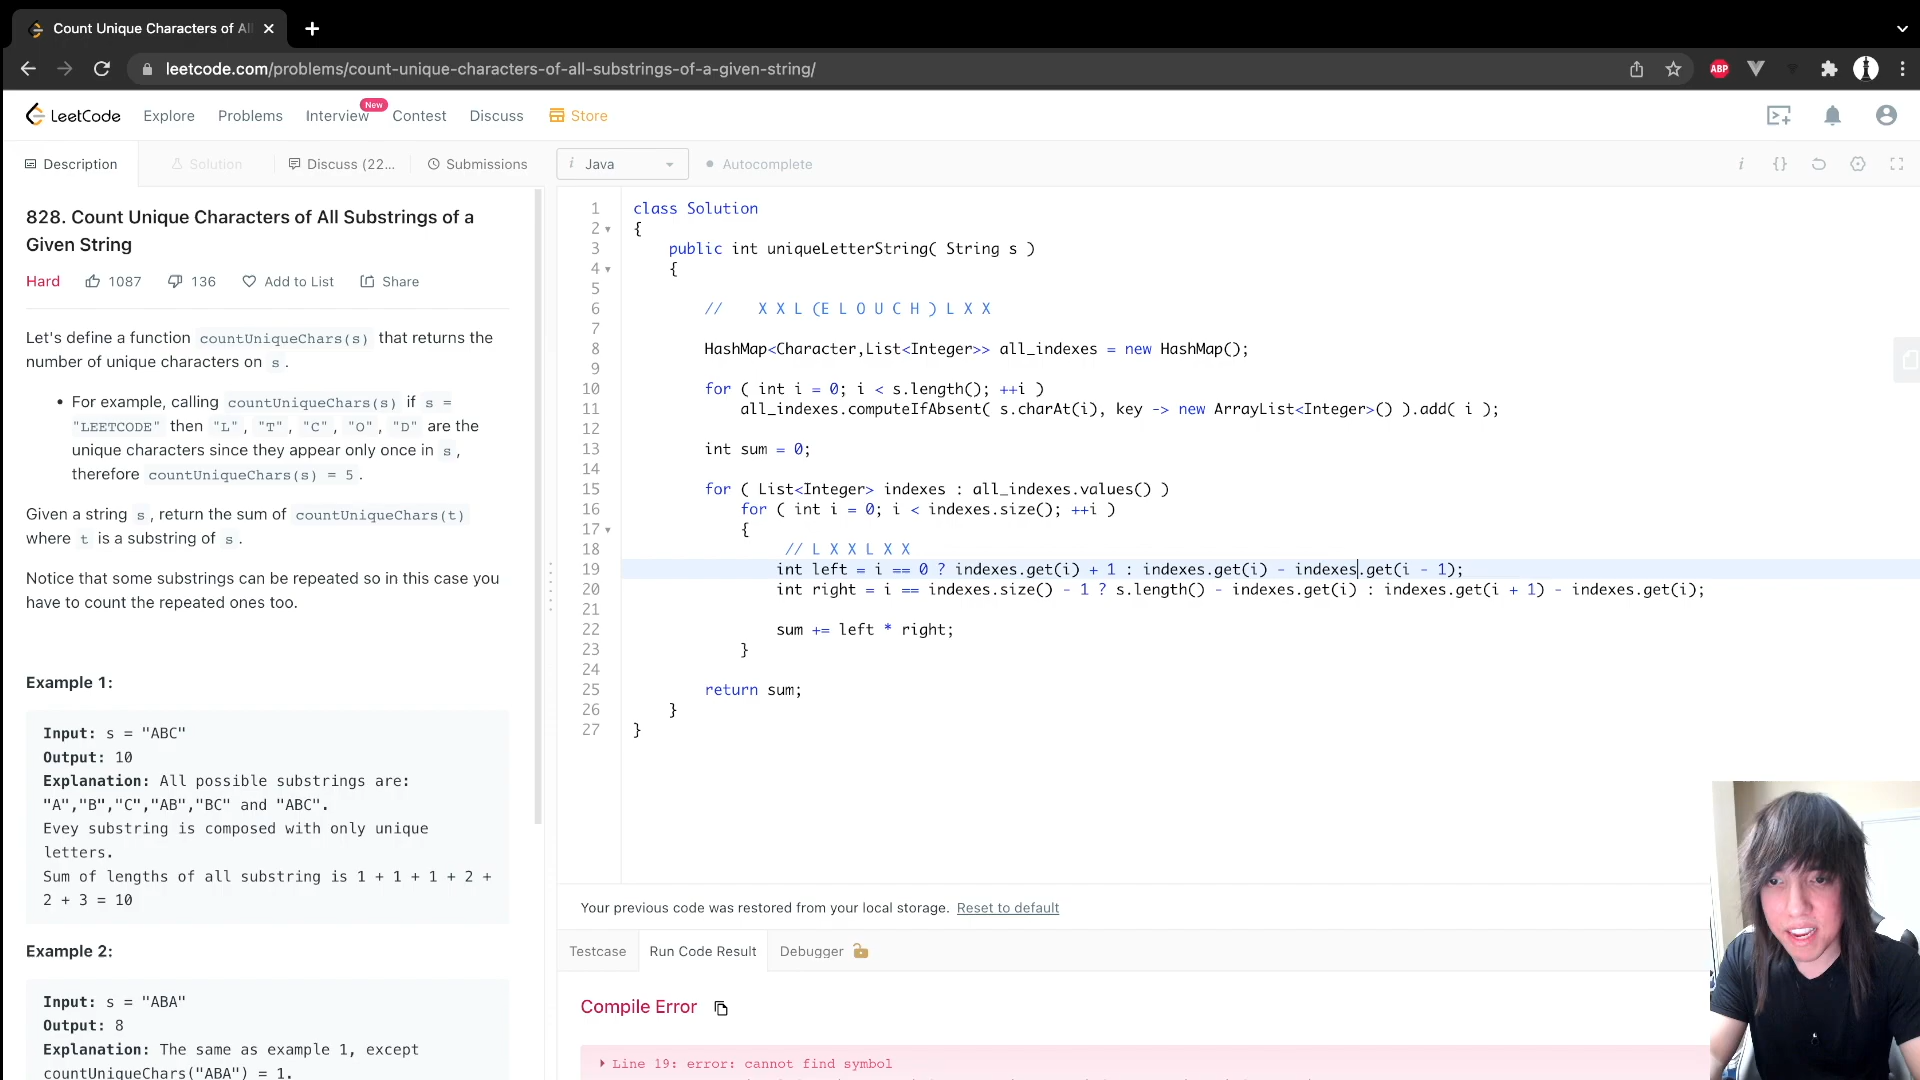 Count Unique Characters of Al
leetcode.com/problems/count-unique-characters-of-all-substrings-of-a-given-string/
ABP
LeetCode
Explore
Problems
Interview
New
Contest
Discuss
Store
Description
Solution
Discuss (22...
Submissions
i Java
Autocomplete
828. Count Unique Characters of All Substrings of a
Given String
Hard
1087
136
Add to List
Share
Let's define a function countUniqueChars(s) that returns the
number of unique characters on s .
• For example, calling countUniqueChars(s) if s =
"LEETCODE" then "L" , "T" , "C" , "O" , "D" are the
unique characters since they appear only once in s ,
therefore countUniqueChars(s) = 5 .
Given a string s , return the sum of countUniqueChars(t)
where t is a substring of s .
Notice that some substrings can be repeated so in this case you
have to count the repeated ones too.
Example 1:
Input: s = "ABC"
Output: 10
Explanation: All possible substrings are:
"A","B","C","AB","BC" and "ABC".
Evey substring is composed with only unique
letters.
Sum of lengths of all substring is 1 + 1 + 1 + 2 +
2 + 3 = 10
Example 2:
Input: s = "ABA"
Output: 8
Explanation: The same as example 1, except
countUniqueChars("ABA") = 1.
1 class Solution
2 {
3 public int uniqueLetterString( String s )
4 {
5
6 // X X L (E L O U C H ) L X X
7
8 HashMap<Character,List<Integer>> all_indexes = new HashMap();
9
10 for ( int i = 0; i < s.length(); ++i )
11 all_indexes.computeIfAbsent( s.charAt(i), key -> new ArrayList<Integer>() ).add( i );
12
13 int sum = 0;
14
15 for ( List<Integer> indexes : all_indexes.values() )
16 for ( int i = 0; i < indexes.size(); ++i )
17 {
18 // L X X L X X
19 int left = i == 0 ? indexes.get(i) + 1 : indexes.get(i) - indexes.get(i - 1);
20 int right = i == indexes.size() - 1 ? s.length() - indexes.get(i) : indexes.get(i + 1) - indexes.get(i);
21
22 sum += left * right;
23 }
24
25 return sum;
26 }
27 }
Your previous code was restored from your local storage. Reset to default
Testcase
Run Code Result
Debugger
Compile Error
Line 19: error: cannot find symbol